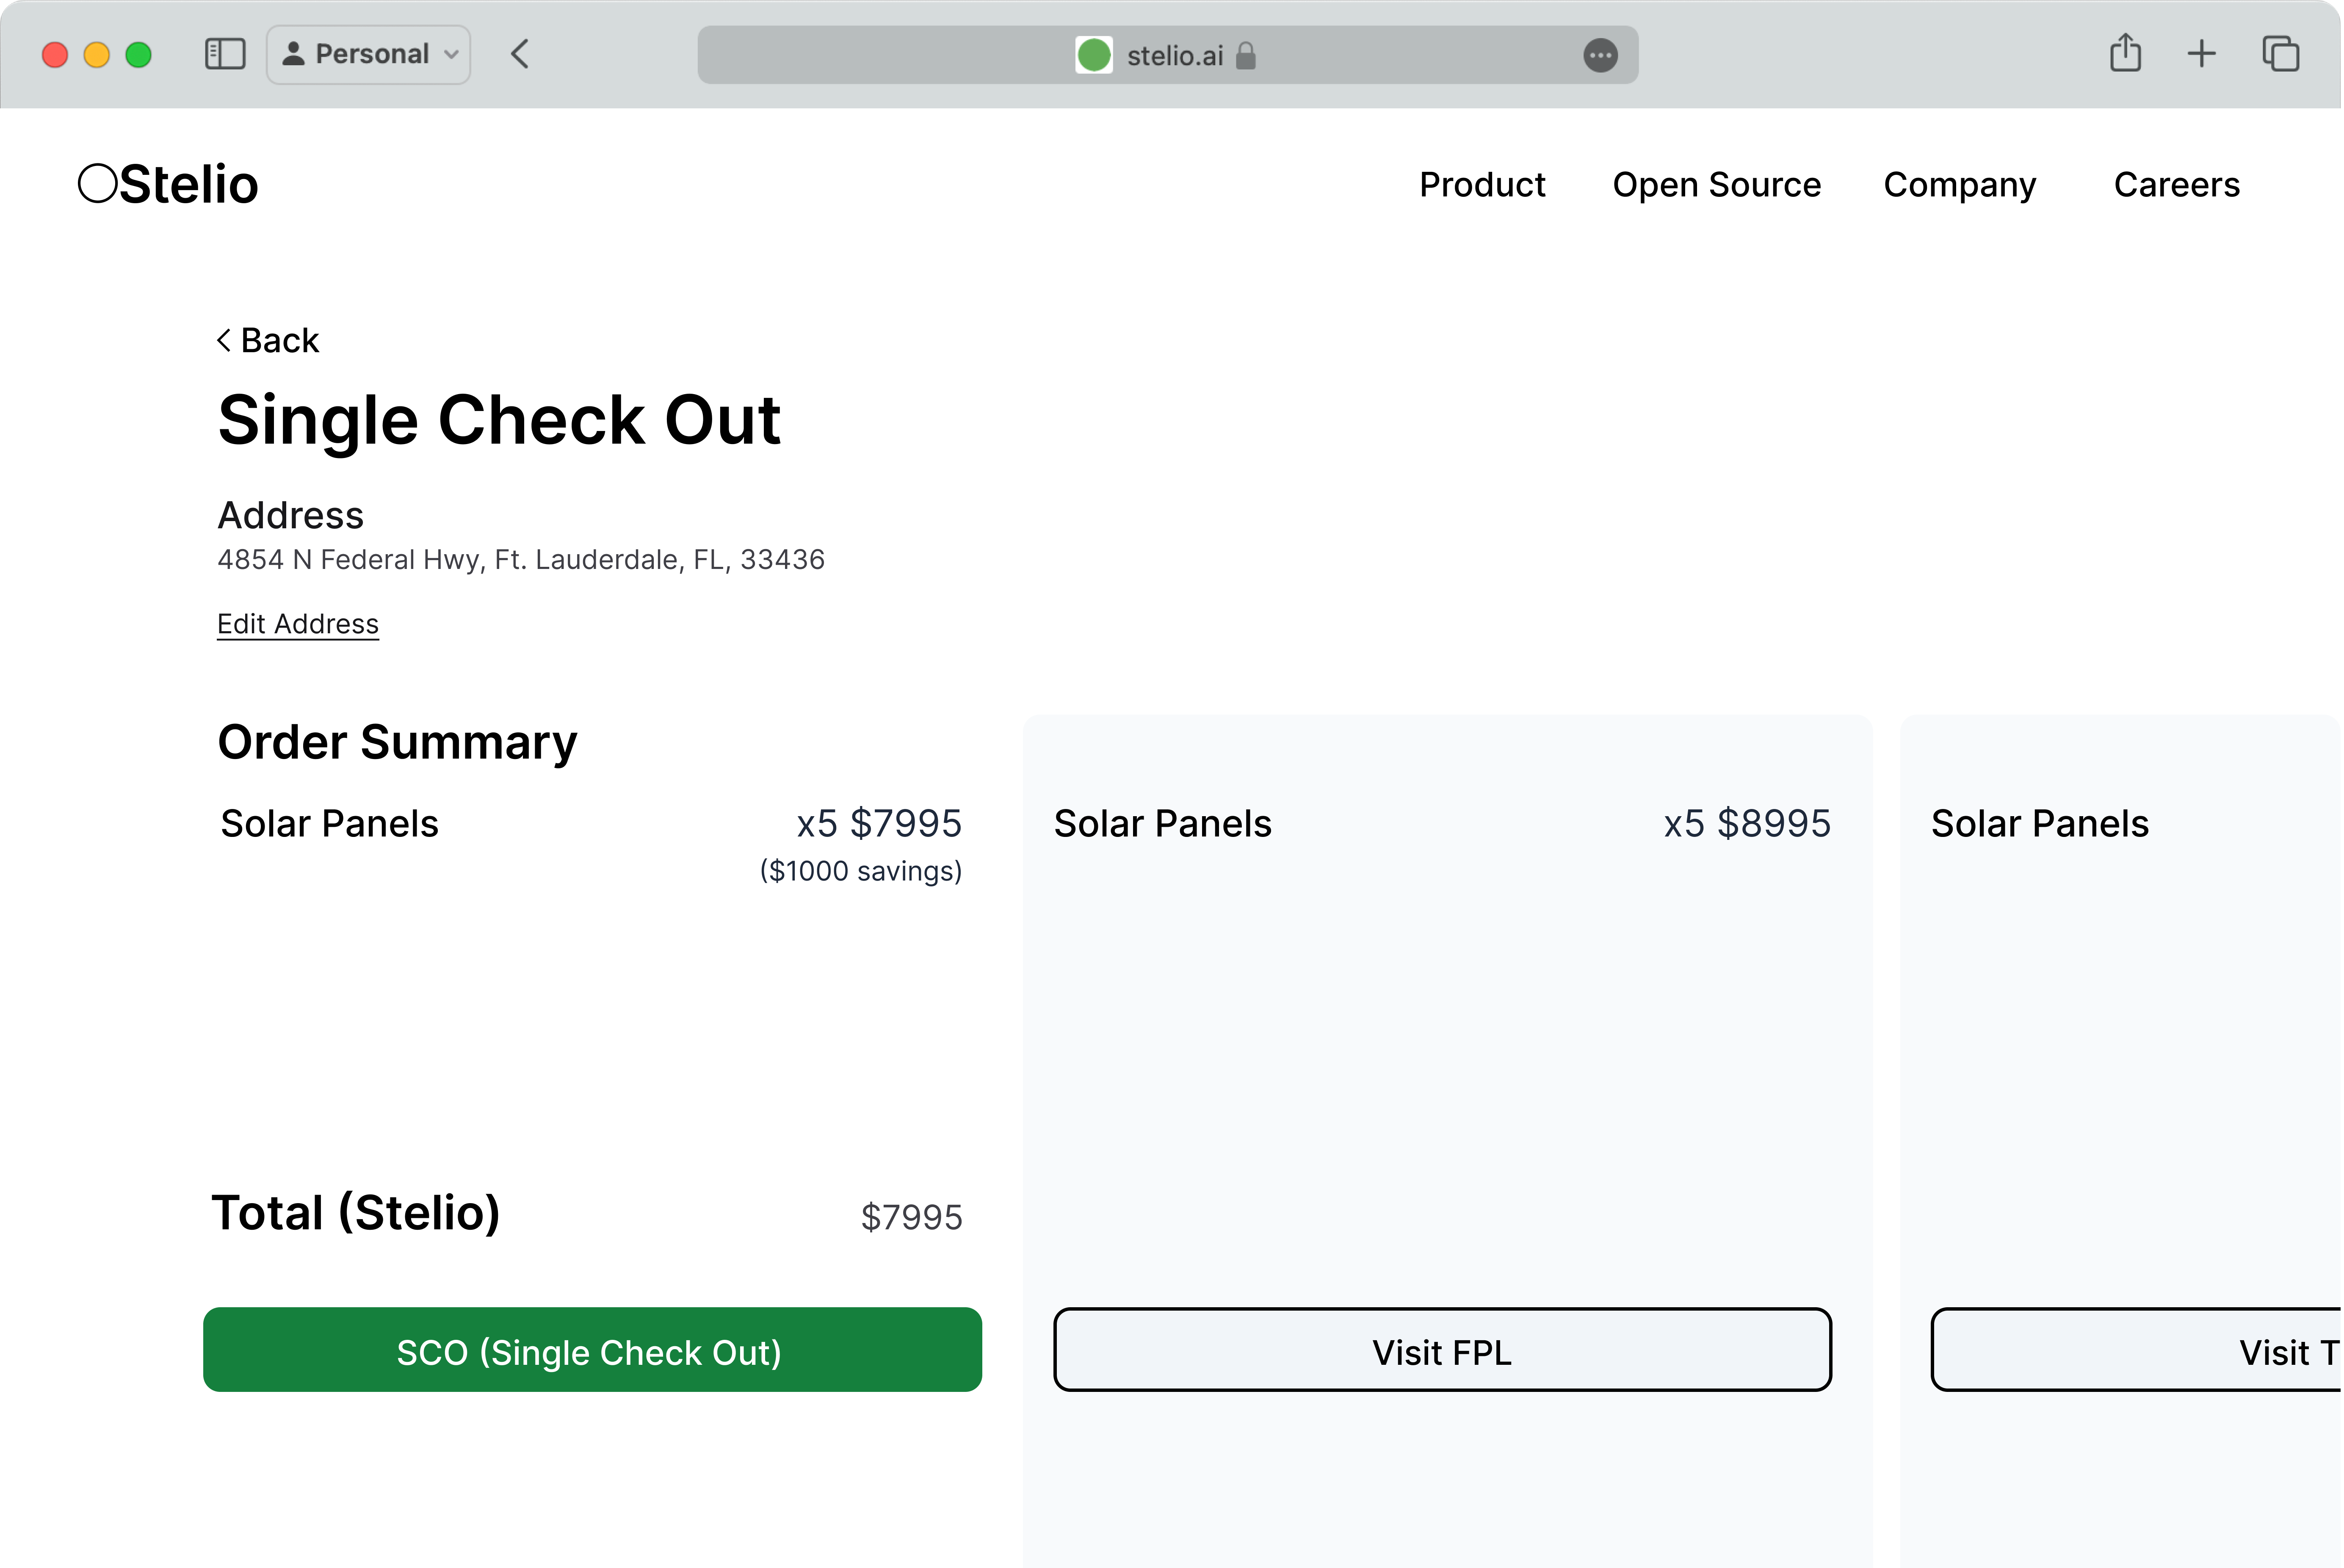 Personal
stelio.ai
Stelio
Product Open Source Company Careers
Back
Single Check Out
Address
4854 N Federal Hwy, Ft. Lauderdale, FL, 33436
Edit Address
Order Summary
Solar Panels x5 $7995
($1000 savings)
Total (Stelio) $7995
SCO (Single Check Out)
Solar Panels x5 $8995
Visit FPL
Solar Panels
Visit T